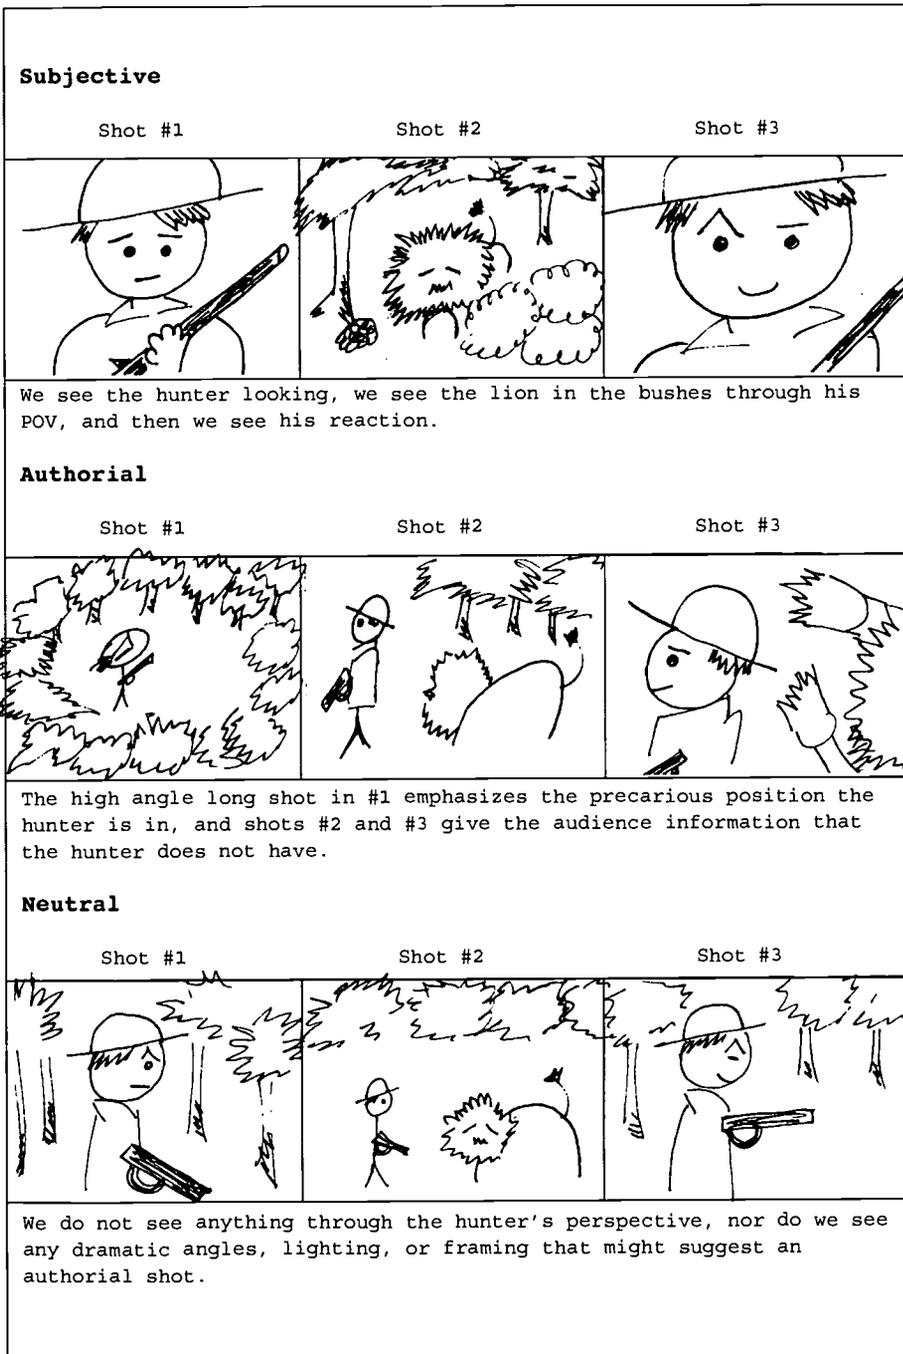 Subjective
Shot #1 Shot #2 Shot #3
We see the hunter looking, we see the lion in the bushes through his
POV, and then we see his reaction.
Authorial
Shot #1 Shot #2 Shot #3
The high angle long shot in #1 emphasizes the precarious position the
hunter is in, and shots #2 and #3 give the audience information that
the hunter does not have.
Neutral
Shot #1 Shot #2 Shot #3
We do not see anything through the hunter's perspective, nor do we see
any dramatic angles, lighting, or framing that might suggest an
authorial shot.